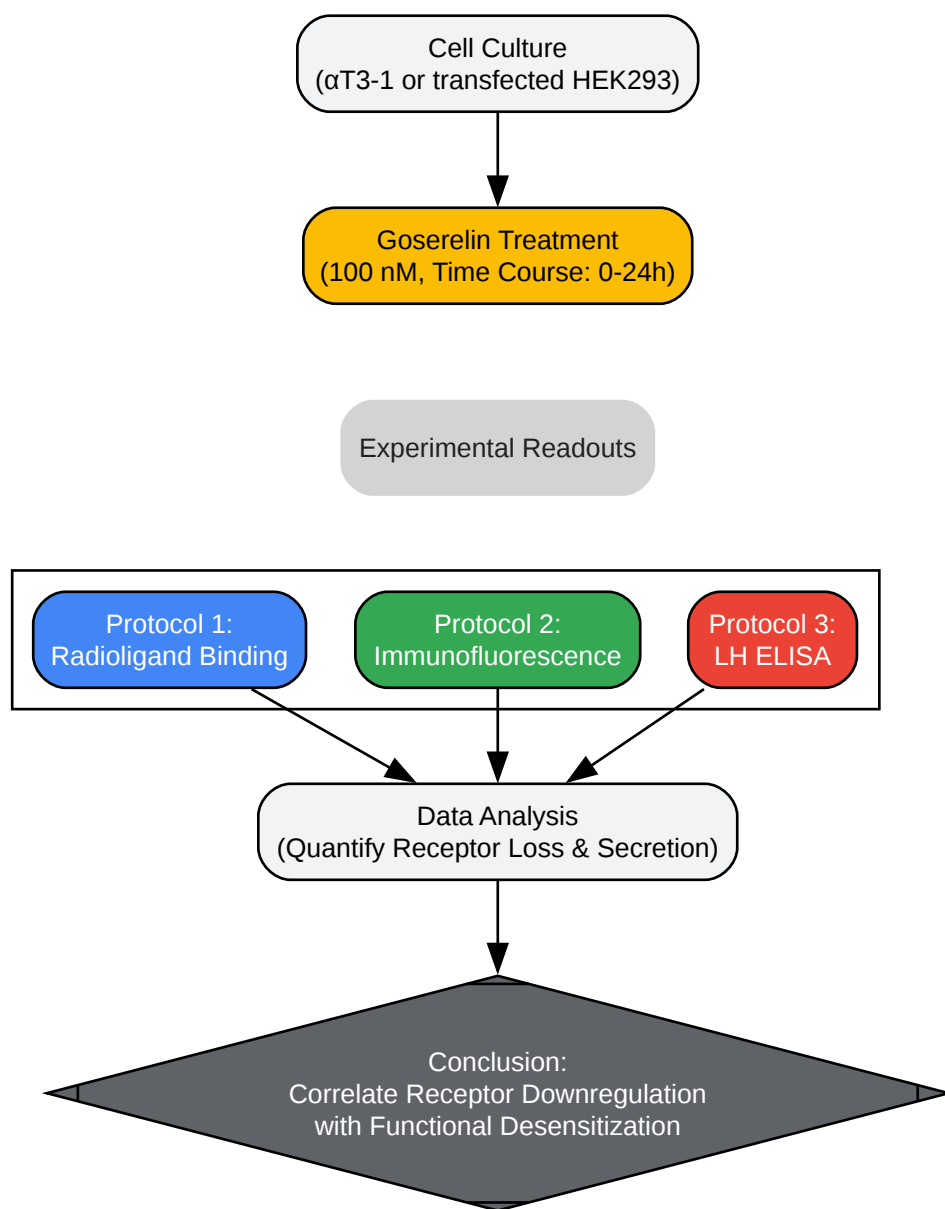 Cell Culture
(αT3-1 or transfected HEK293)
Goserelin Treatment
(100 nM, Time Course: 0-24h)
Experimental Readouts
Protocol 1:
Radioligand Binding
Protocol 2:
Immunofluorescence
Protocol 3:
LH ELISA
Data Analysis
(Quantify Receptor Loss & Secretion)
Conclusion:
Correlate Receptor Downregulation
with Functional Desensitization